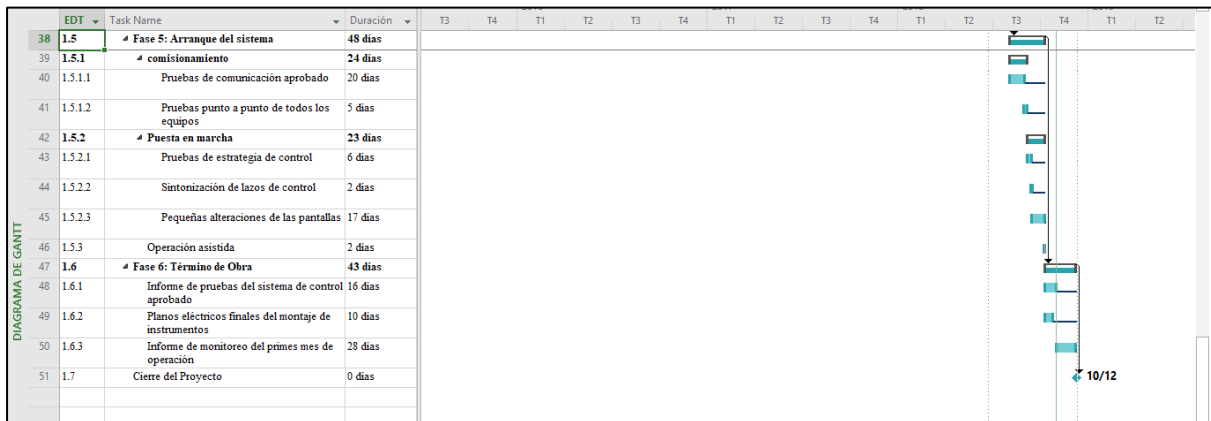 EDT Task Name Duración T3 T4 T1 T2 T3 T4 T1 T2 T3 T4 T1 T2 T3 T4 T1 T2
38 1.5 Fase 5: Arranque del sistema 48 días
39 1.5.1 comisionamiento 24 días
40 1.5.1.1 Pruebas de comunicación aprobado 20 días
41 1.5.1.2 Pruebas punto a punto de todos los 5 días
equipos
42 1.5.2 Puesta en marcha 23 días
43 1.5.2.1 Pruebas de estrategia de control 6 días
44 1.5.2.2 Sintonización de lazos de control 2 días
45 1.5.2.3 Pequeñas alteraciones de las pantallas 17 días
46 1.5.3 Operación asistida 2 días
47 1.6 Fase 6: Término de Obra 43 días
48 1.6.1 Informe de pruebas del sistema de control 16 días
aprobado
49 1.6.2 Planos eléctricos finales del montaje de 10 días
instrumentos
50 1.6.3 Informe de monitoreo del primes mes de 28 días
operación
51 1.7 Cierre del Proyecto 0 días 10/12
DIAGRAMA DE GANTT